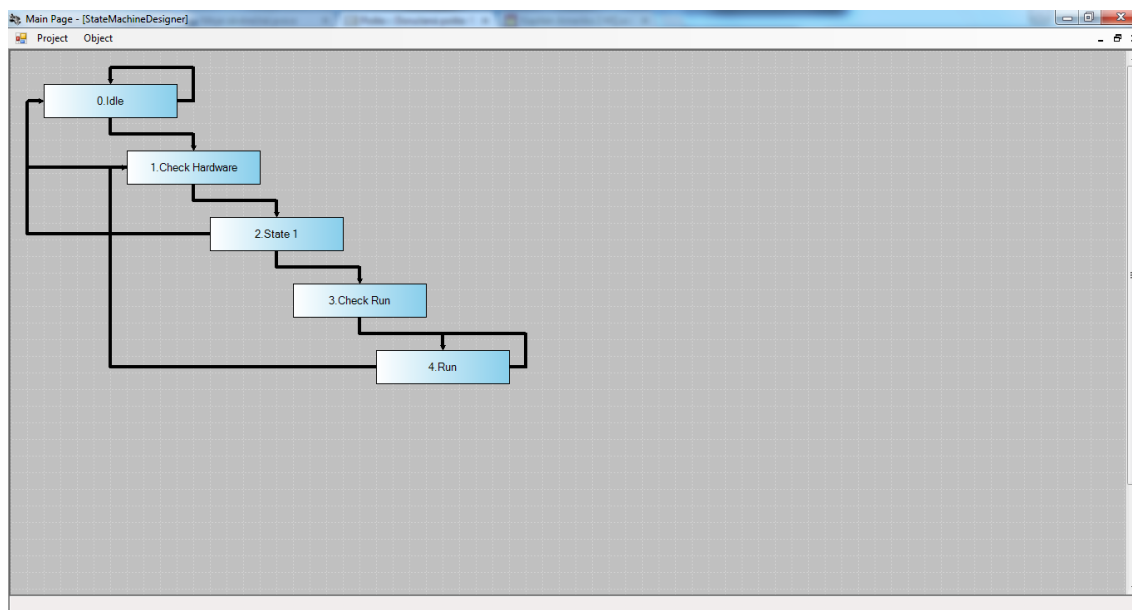 Main Page - [StateMachineDesigner]
Project Object
0.Idle
1.Check Hardware
2.State 1
3.Check Run
4.Run